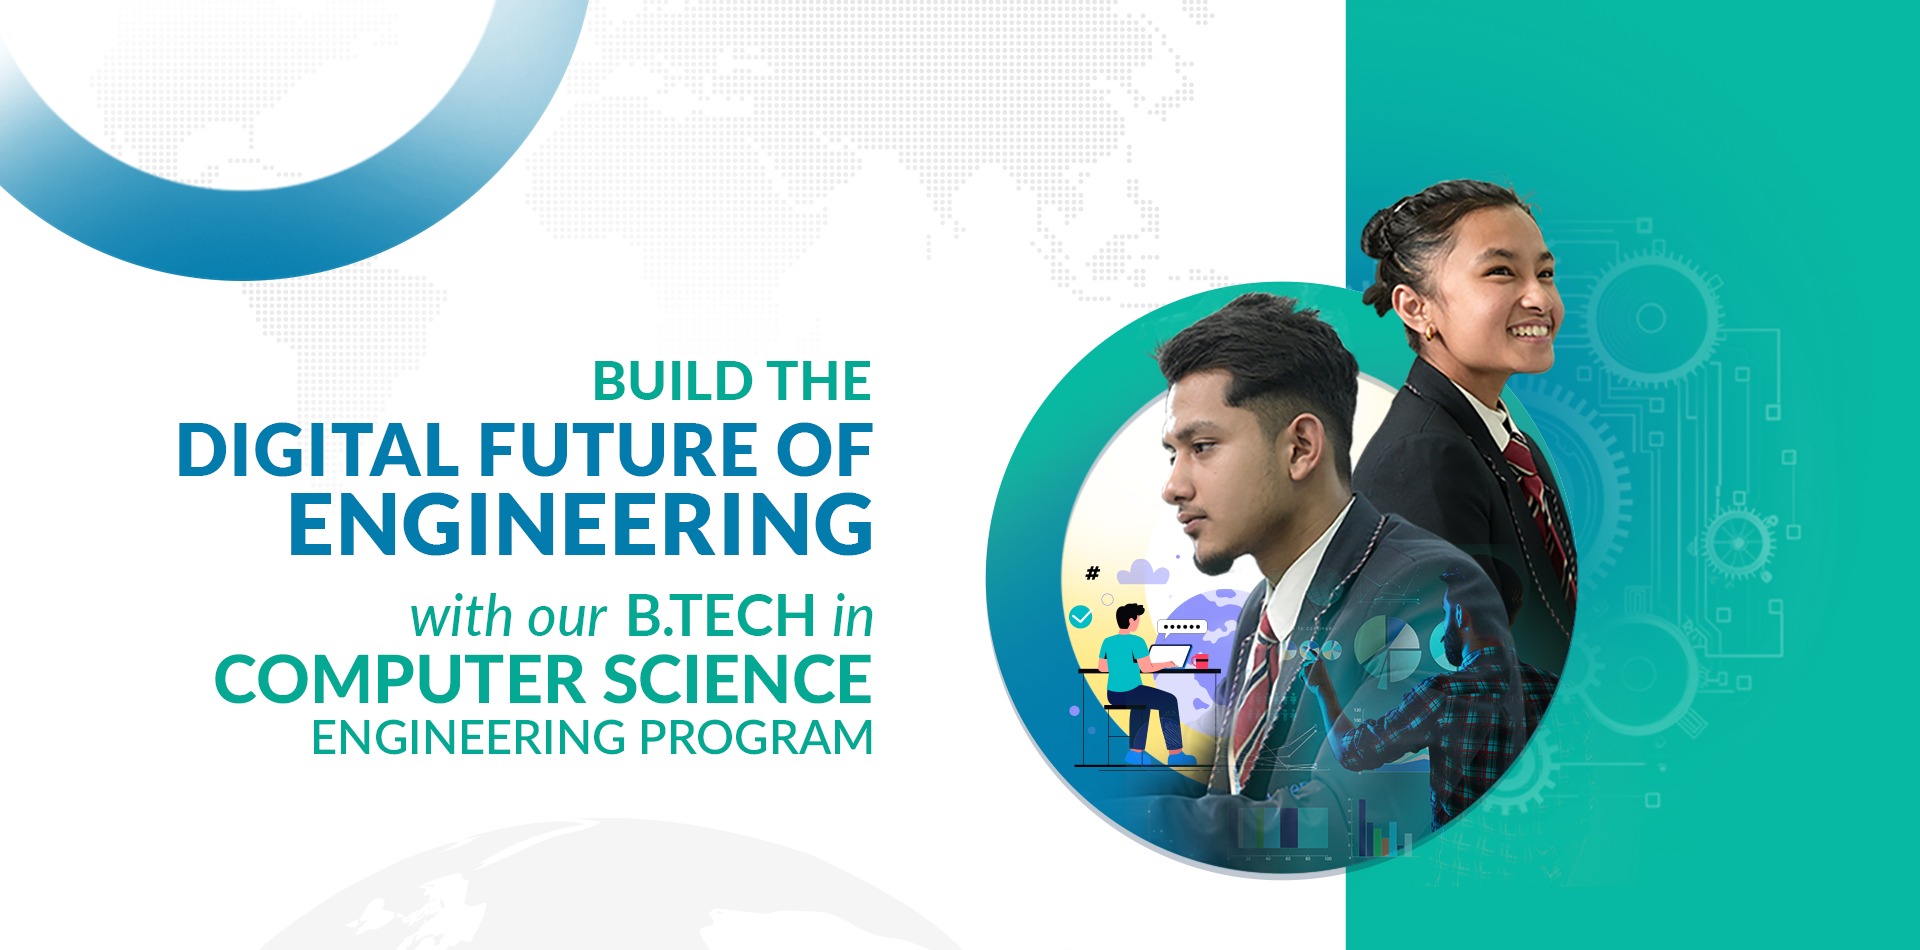 BUILD THE
DIGITAL FUTURE OF
ENGINEERING
with our B.TECH in
COMPUTER SCIENCE
ENGINEERING PROGRAM
#